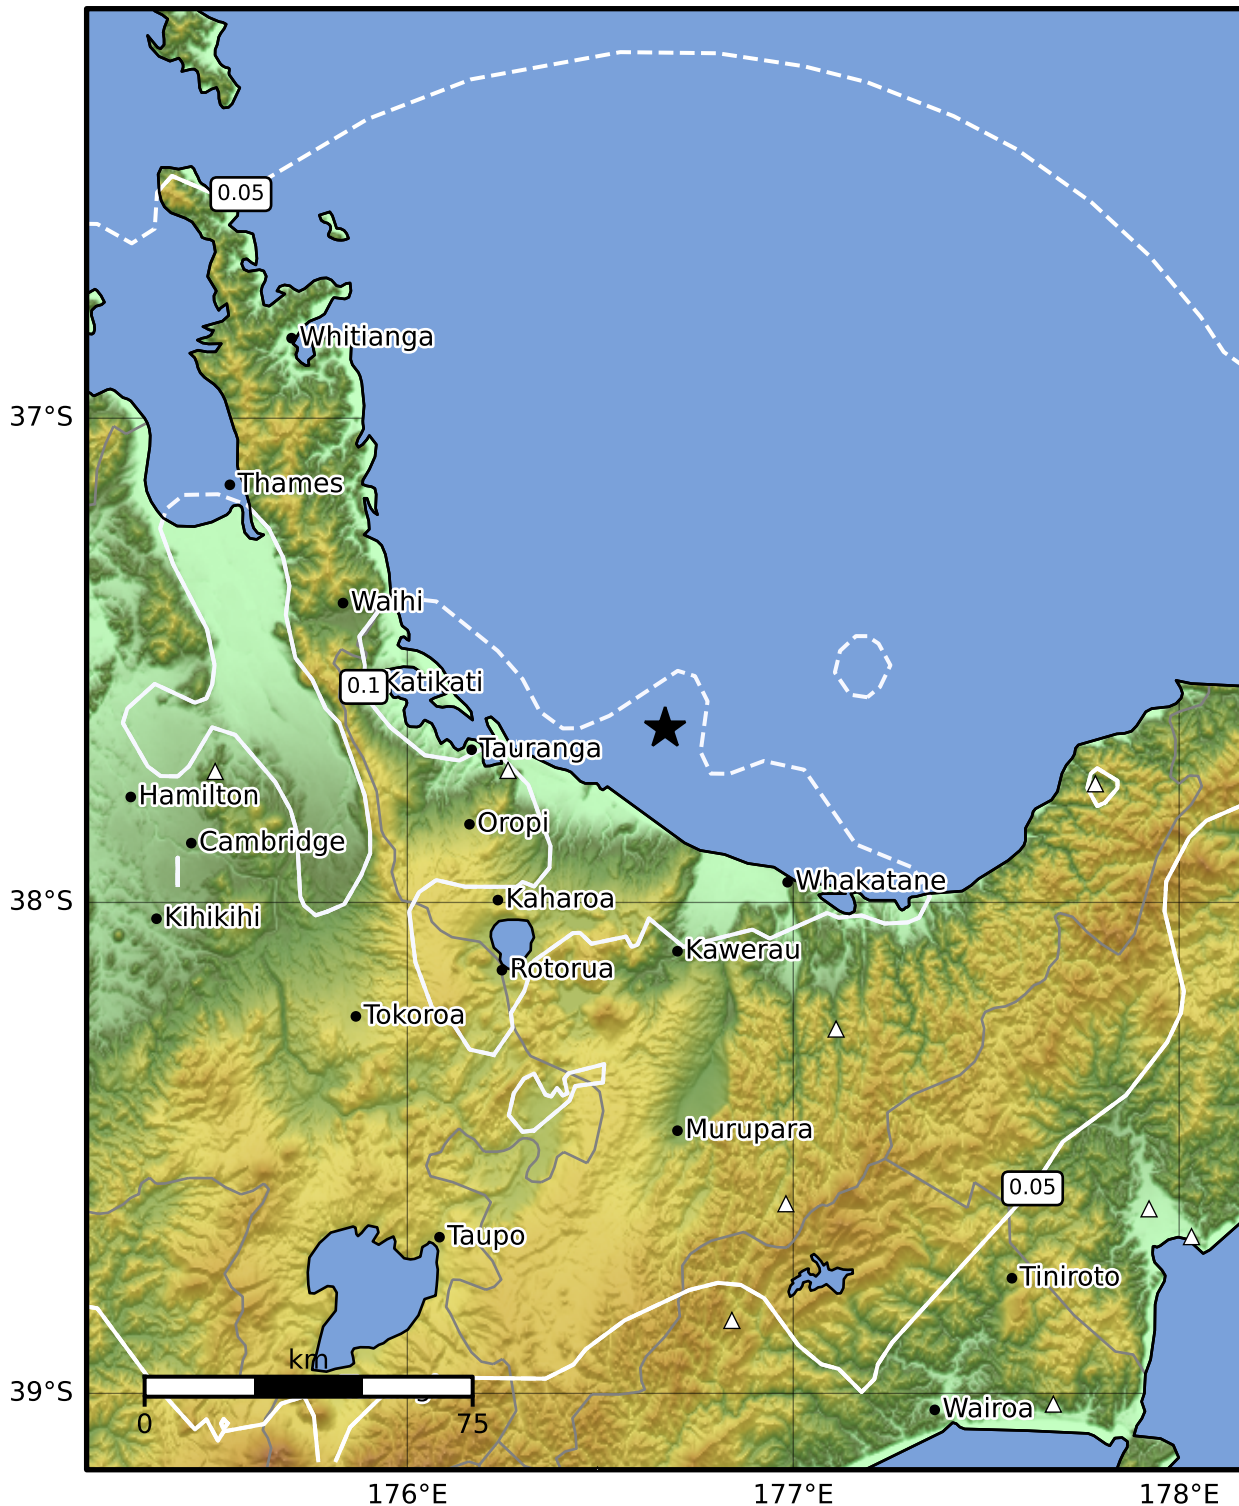 0.05
Whitianga
37°S
Thames
Waihi
Katikati
0.1
Tauranga
Hamilton
Oropi
Cambridge
Whakatane
38°S
Kaharoa
Kihikihi
Kawerau
Rotorua
Tokoroa
Murupara
0.05
Taupo
Tiniroto
km
39°S
0
75
Wairoa
176°E
177°E
178°E